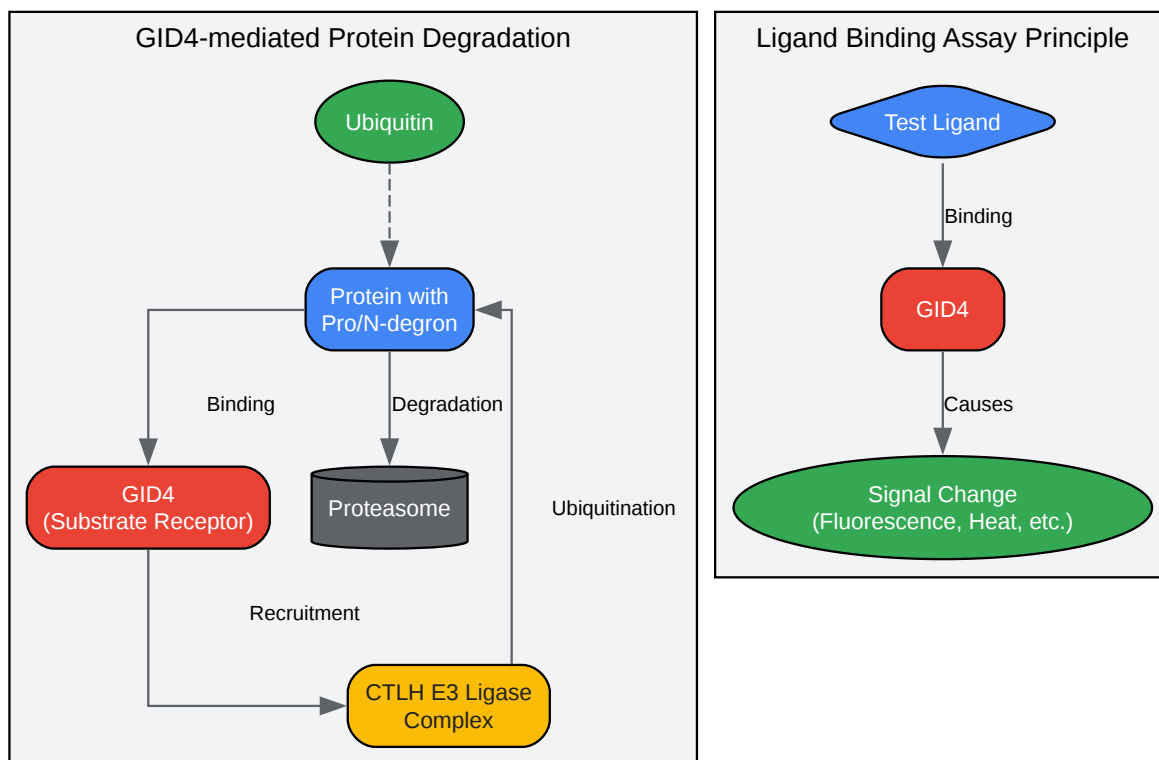 GID4-mediated Protein Degradation
Ubiquitin
Protein with
Pro/N-degron
Binding
Degradation
GID4
(Substrate Receptor)
Proteasome
Ubiquitination
Recruitment
CTLH E3 Ligase
Complex
Ligand Binding Assay Principle
Test Ligand
Binding
GID4
Causes
Signal Change
(Fluorescence, Heat, etc.)